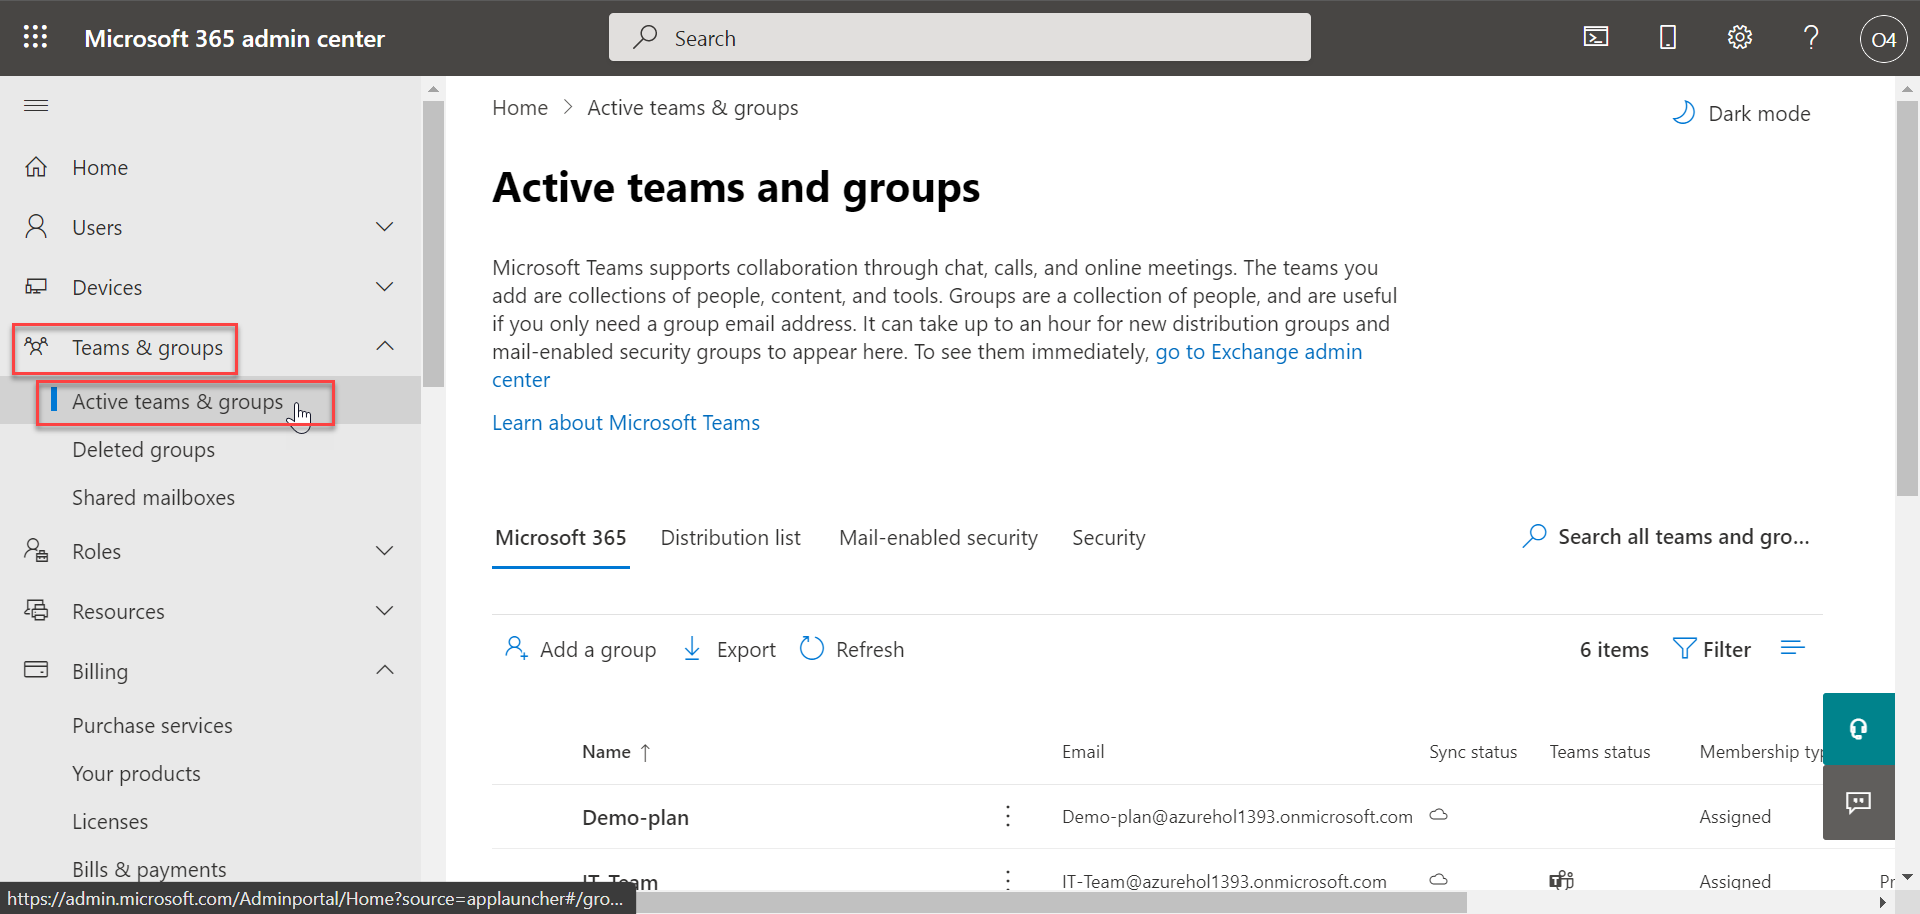 Microsoft 365 admin center
Search
O4
Home
Users
Devices
Teams & groups
Active teams & groups
Deleted groups
Shared mailboxes
Roles
Resources
Billing
Purchase services
Your products
Licenses
Bills & payments
Home > Active teams & groups
Dark mode
Active teams and groups
Microsoft Teams supports collaboration through chat, calls, and online meetings. The teams you
add are collections of people, content, and tools. Groups are a collection of people, and are useful
if you only need a group email address. It can take up to an hour for new distribution groups and
mail-enabled security groups to appear here. To see them immediately, go to Exchange admin
center
Learn about Microsoft Teams
Microsoft 365 Distribution list Mail-enabled security Security
Search all teams and gro...
Add a group Export Refresh 6 items Filter
Name ↑ Email Sync status Teams status Membership typ
Demo-plan Demo-plan@azurehol1393.onmicrosoft.com Assigned
IT-Team IT-Team@azurehol1393.onmicrosoft.com Assigned Pr
https://admin.microsoft.com/Adminportal/Home?source=applauncher#/gro...